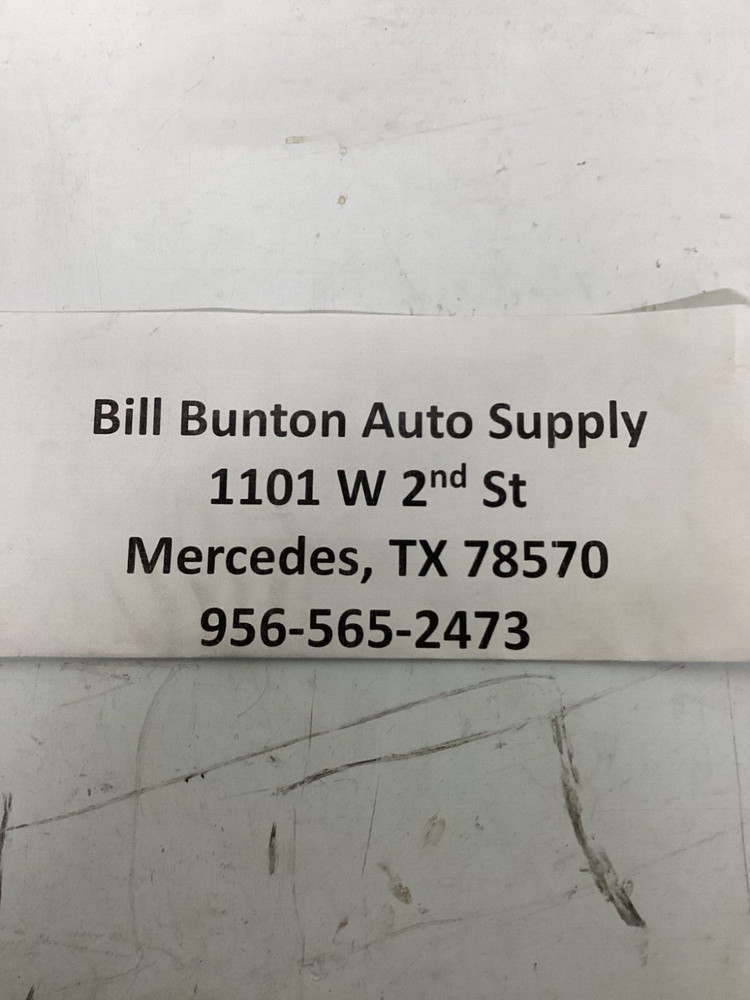 Bill Bunton Auto Supply
1101 W 2nd St
Mercedes, TX 78570
956-565-2473